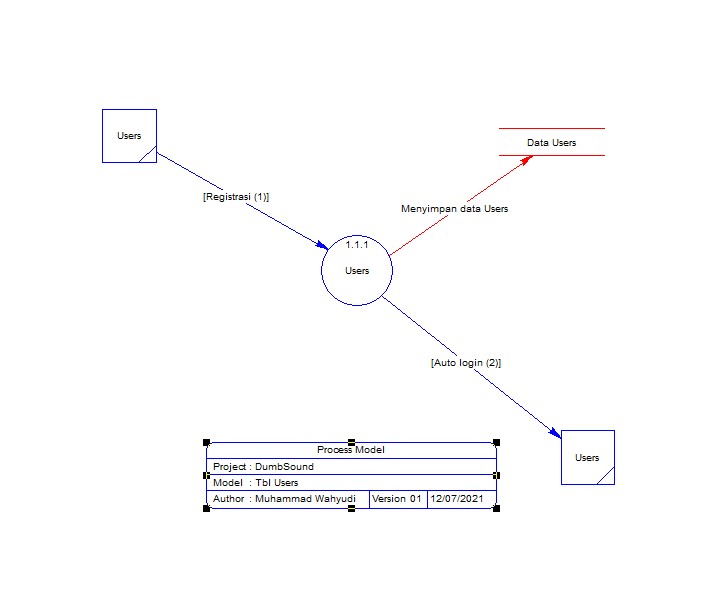 Users
Data Users
[Registrasi (1)]
Menyimpan data Users
1.1.1
Users
[Auto login (2)]
Users
Process Model
Project : DumbSound
Model : Tbl Users
Author : Muhammad Wahyudi Version 01 12/07/2021